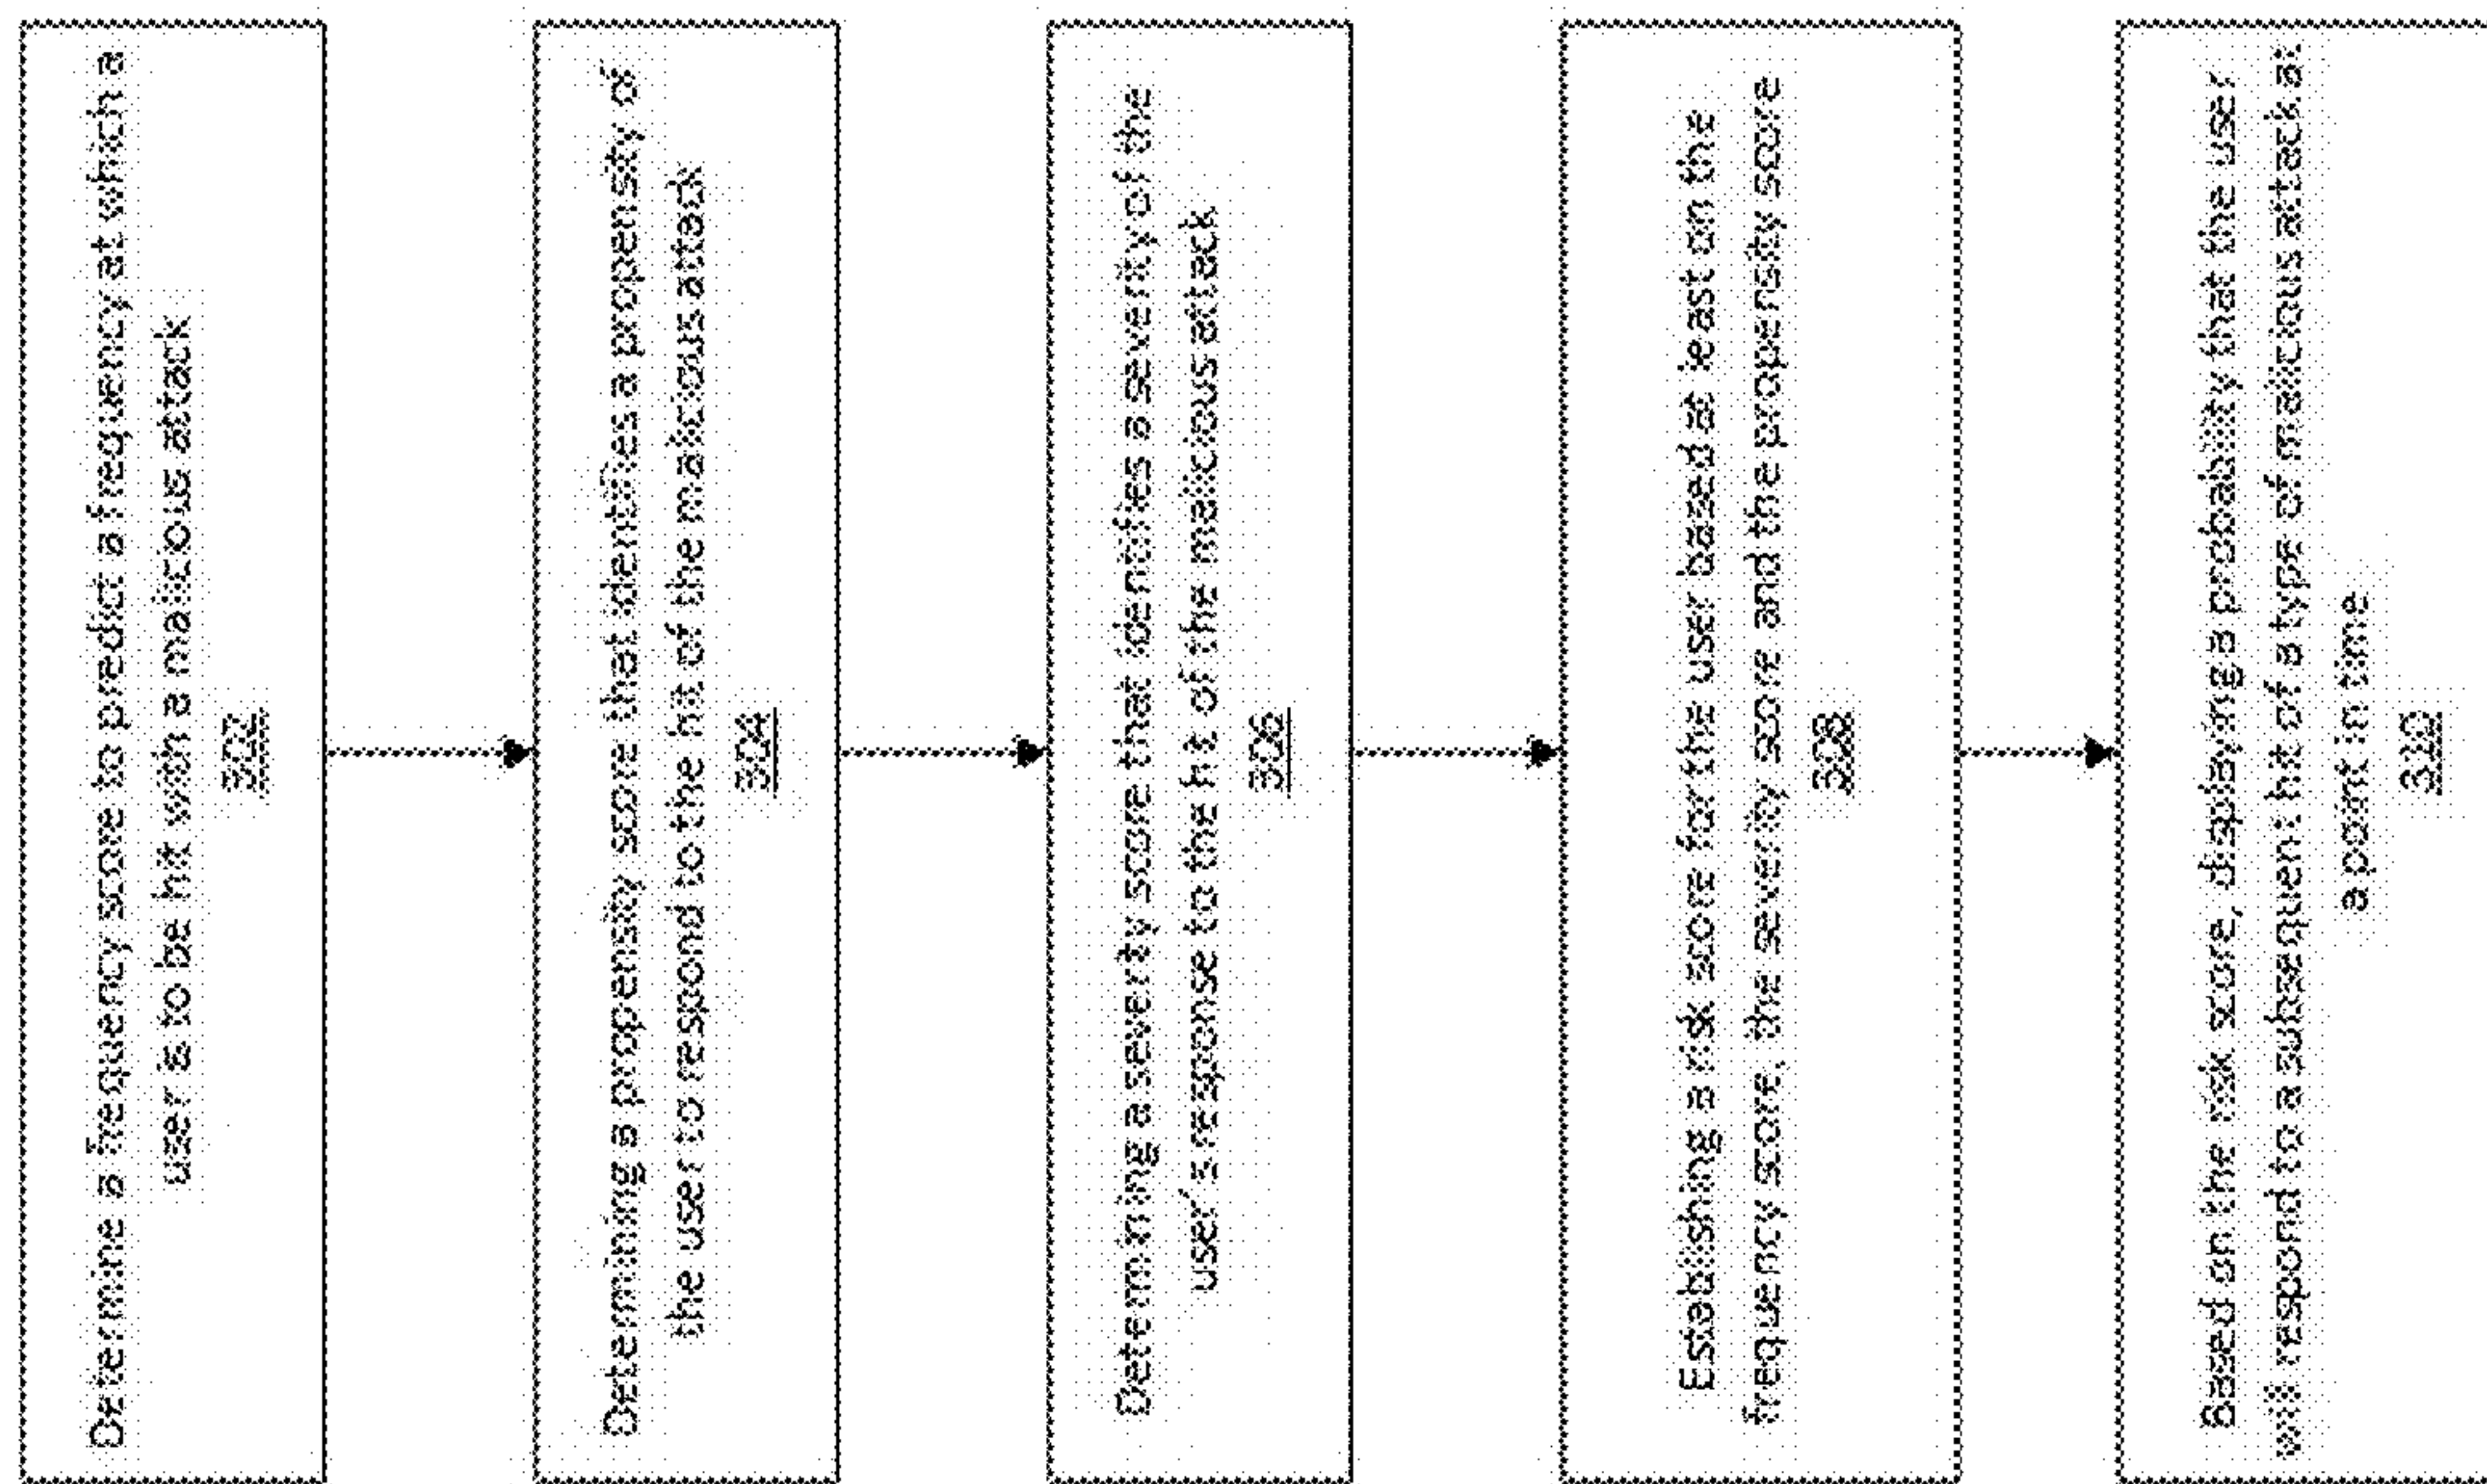 Determine a frequency score to predict a frequency at which a
user is to be hit with a malicious attack
302
Determining a propensity score that identifies a propensity of
the user to respond to the hit of the malicious attack
304
Determining a severity score that identifies a severity of the
user's response to the hit of the malicious attack
306
Establishing a risk score for the user based at least on the
frequency score, the severity score and the propensity score
308
Based on the risk score, displaying a probability that the user
will respond to a subsequent hit of a type of malicious attack at
a point in time
310